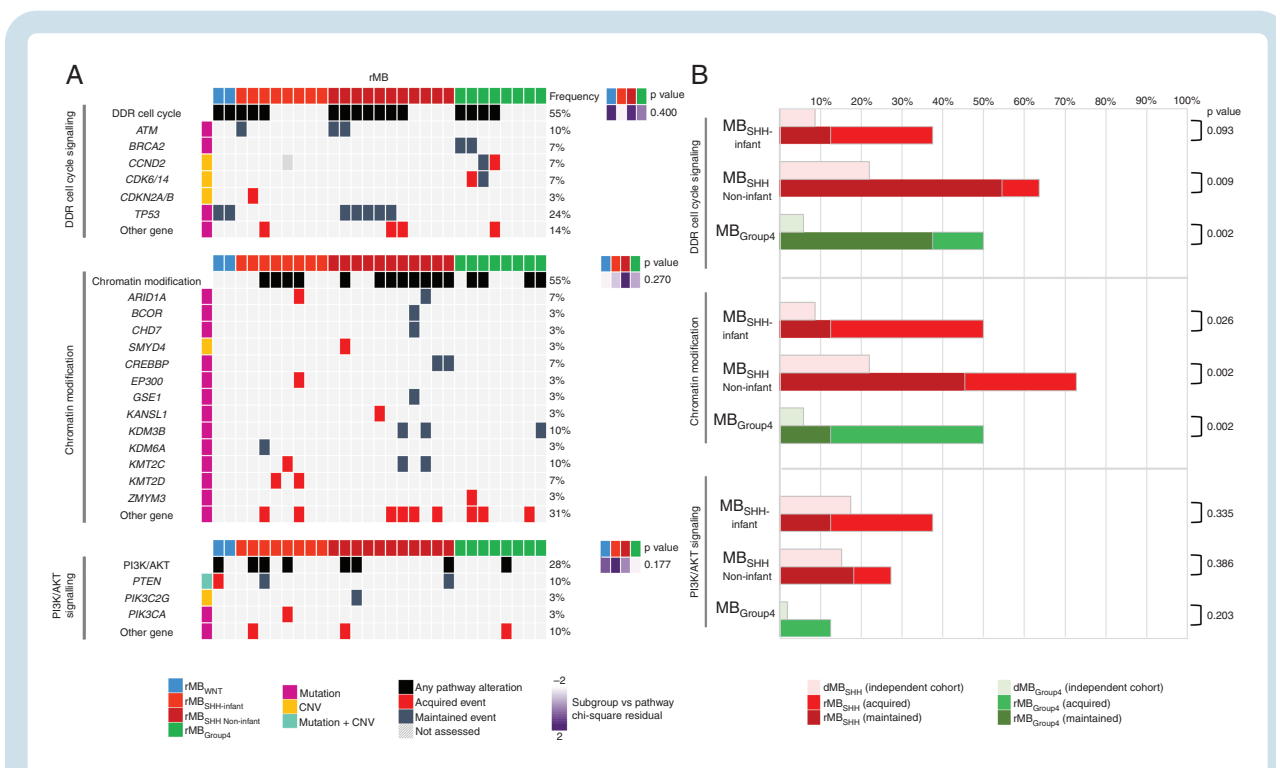 A
rMB
Frequency
p value
DDR cell cycle signalling
DDR cell cycle
55%
0.400
ATM
10%
BRCA2
7%
CCND2
7%
CDK6/14
7%
CDKN2A/B
3%
TP53
24%
Other gene
14%
Chromatin modification
Chromatin modification
55%
p value
0.270
ARID1A
7%
BCOR
3%
CHD7
3%
SMYD4
3%
CREBBP
7%
EP300
3%
GSE1
3%
KANSL1
3%
KDM3B
10%
KDM6A
3%
KMT2C
10%
KMT2D
7%
ZMYM3
3%
Other gene
31%
PI3K/AKT
signalling
PI3K/AKT
28%
p value
0.177
PTEN
10%
PIK3C2G
3%
PIK3CA
3%
Other gene
10%
rMBWNT
rMBSHH-infant
rMBSHH Non-infant
rMBGroup4
Mutation
CNV
Mutation + CNV
Any pathway alteration
Acquired event
Maintained event
Not assessed
−2
Subgroup vs pathway
chi-square residual
2
B
10% 20% 30% 40% 50% 60% 70% 80% 90% 100%
p value
DDR cell cycle signaling
MBSHH-
infant
0.093
MBSHH
Non-infant
0.009
MBGroup4
0.002
Chromatin modification
MBSHH-
infant
0.026
MBSHH
Non-infant
0.002
MBGroup4
0.002
PI3K/AKT signaling
MBSHH-
infant
0.335
MBSHH
Non-infant
0.386
MBGroup4
0.203
dMBSHH (independent cohort)
rMBSHH (acquired)
rMBSHH (maintained)
dMBGroup4 (independent cohort)
rMBGroup4 (acquired)
rMBGroup4 (maintained)